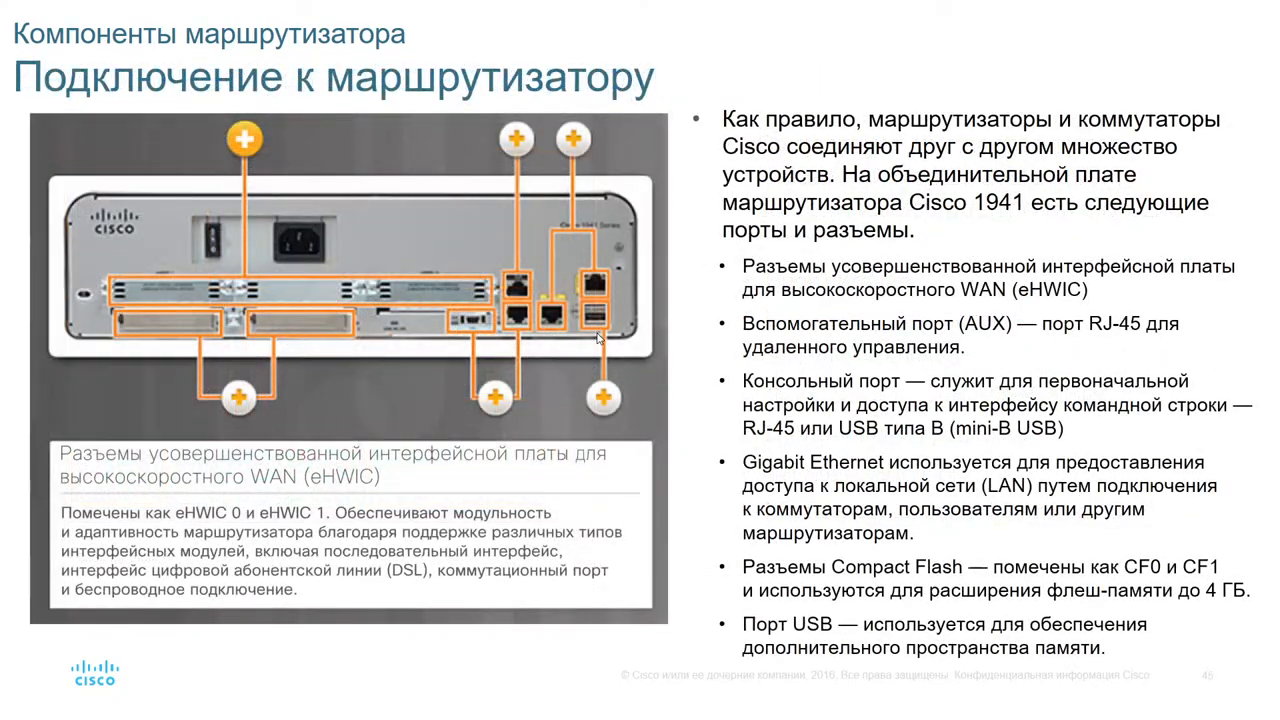 Компоненты маршрутизатора
Подключение к маршрутизатору
CISCO
Разъемы усовершенствованной интерфейсной платы для
высокоскоростного WAN (eHWIC)
Помечены как eHWIC 0 и eHWIC 1. Обеспечивают модульность
и адаптивность маршрутизатора благодаря поддержке различных типов
интерфейсных модулей, включая последовательный интерфейс,
интерфейс цифровой абонентской линии (DSL), коммутационный порт
и беспроводное подключение.
• Как правило, маршрутизаторы и коммутаторы
Cisco соединяют друг с другом множество
устройств. На объединительной плате
маршрутизатора Cisco 1941 есть следующие
порты и разъемы.
• Разъемы усовершенствованной интерфейсной платы
для высокоскоростного WAN (eHWIC)
• Вспомогательный порт (AUX) — порт RJ-45 для
удаленного управления.
• Консольный порт — служит для первоначальной
настройки и доступа к интерфейсу командной строки —
RJ-45 или USB типа B (mini-B USB)
• Gigabit Ethernet используется для предоставления
доступа к локальной сети (LAN) путем подключения
к коммутаторам, пользователям или другим
маршрутизаторам.
• Разъемы Compact Flash — помечены как CF0 и CF1
и используются для расширения флеш-памяти до 4 ГБ.
• Порт USB — используется для обеспечения
дополнительного пространства памяти.
CISCO
© Cisco и/или ее дочерние компании, 2016. Все права защищены. Конфиденциальная информация Cisco